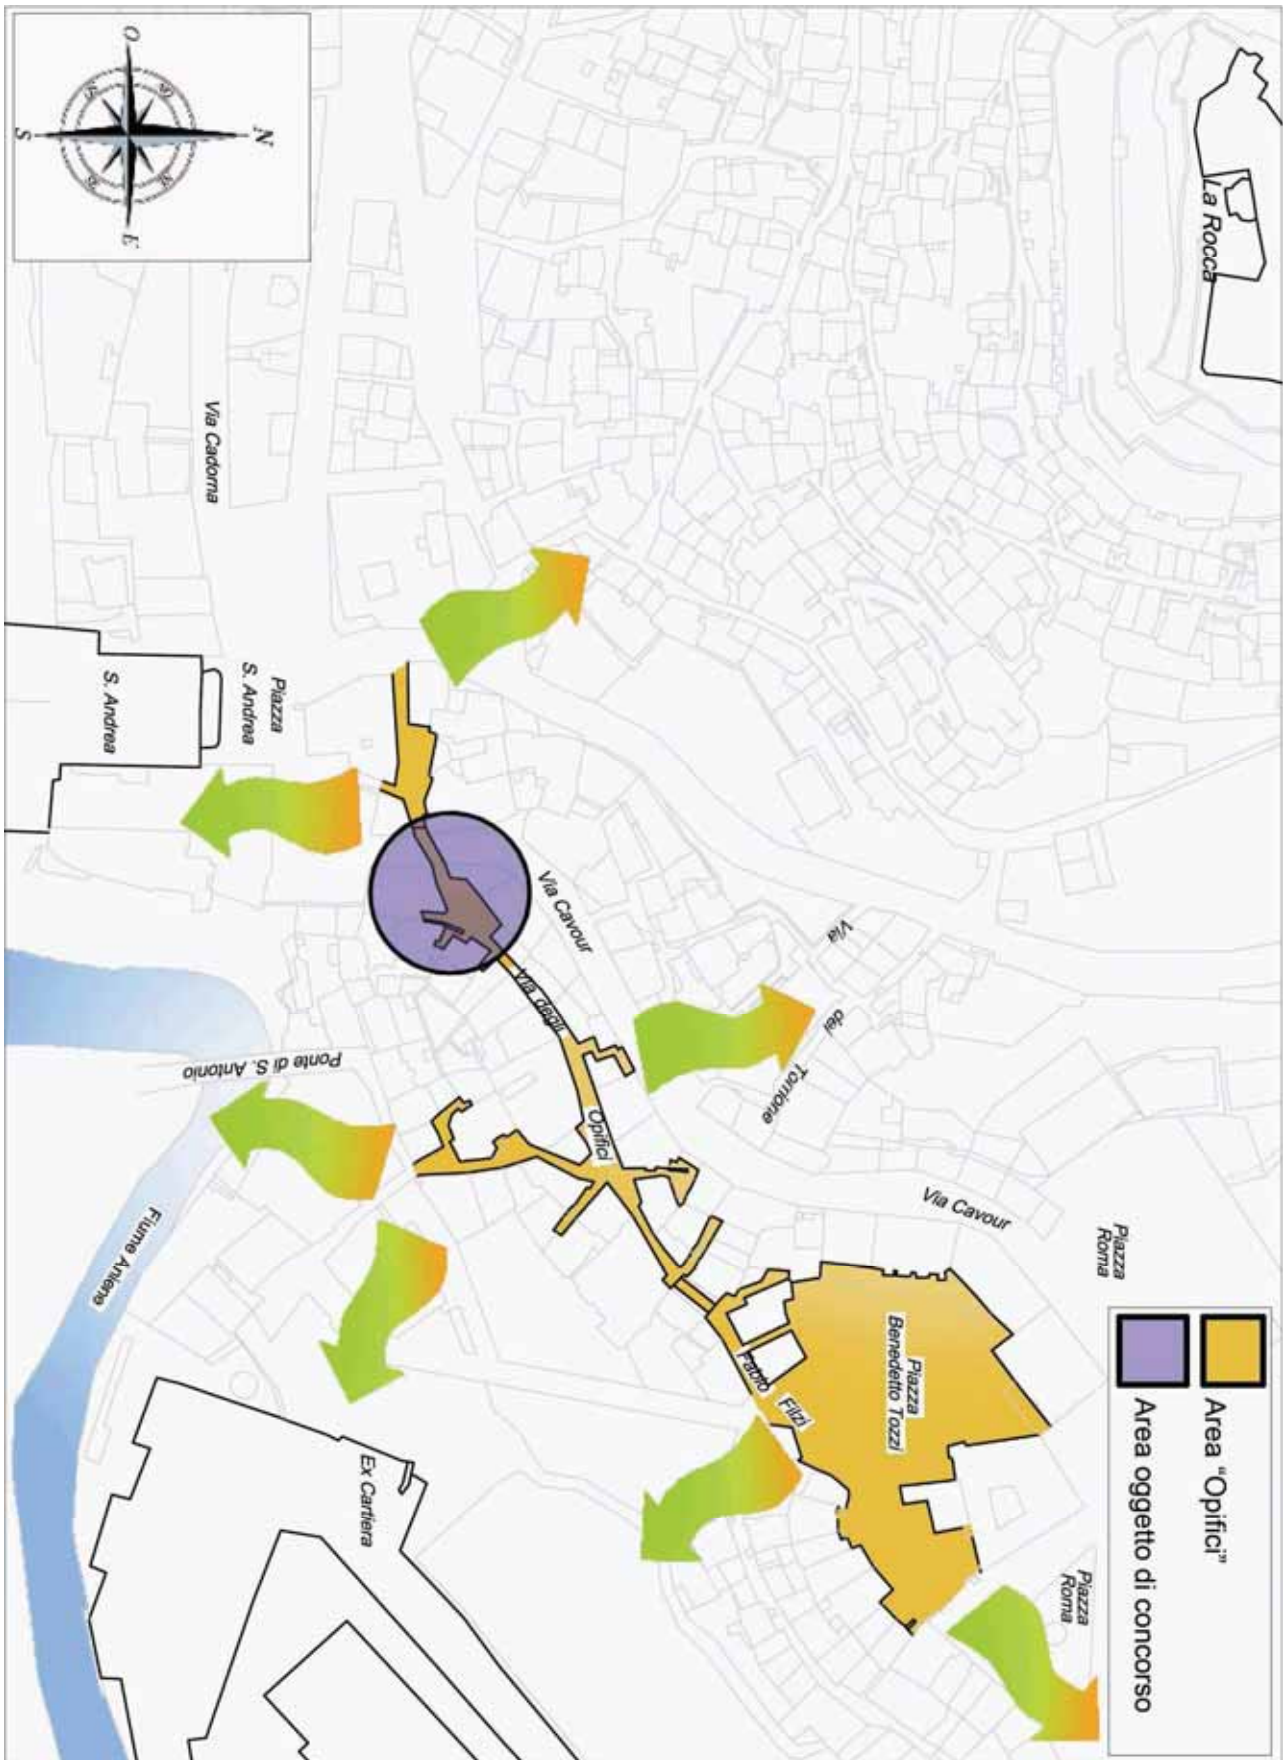 La Rocca
Area "Opifici"
Area oggetto di concorso
Piazza
Roma
Piazza
Roma
Via Cavour
Piazza
Benedetto Tozzi
Via
dei
Torrione
Fabio
Filzi
Via Cavour
Via degli
Opifici
Ex Cartiera
Piazza
S. Andrea
Ponte di S. Antonio
Via Cadorna
S. Andrea
Fiume Aniene
N
O
E
S